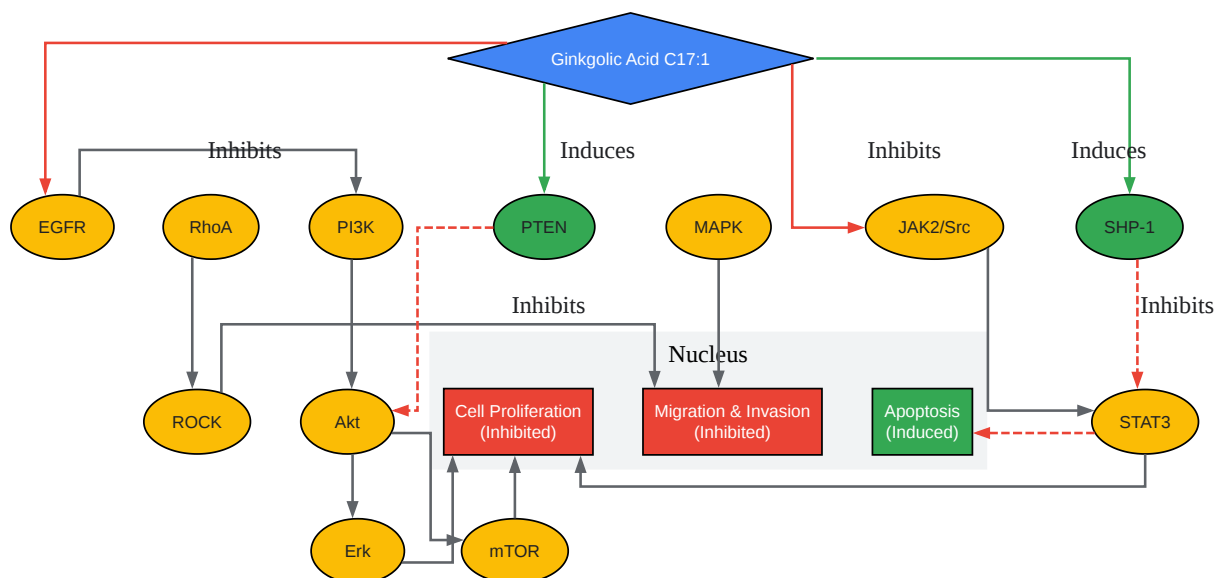 Ginkgolic Acid C17:1
Inhibits
Induces
Inhibits
Induces
EGFR
RhoA
PI3K
PTEN
MAPK
JAK2/Src
SHP-1
Inhibits
Inhibits
Nucleus
ROCK
Akt
Cell Proliferation
(Inhibited)
Migration & Invasion
(Inhibited)
Apoptosis
(Induced)
STAT3
Erk
mTOR